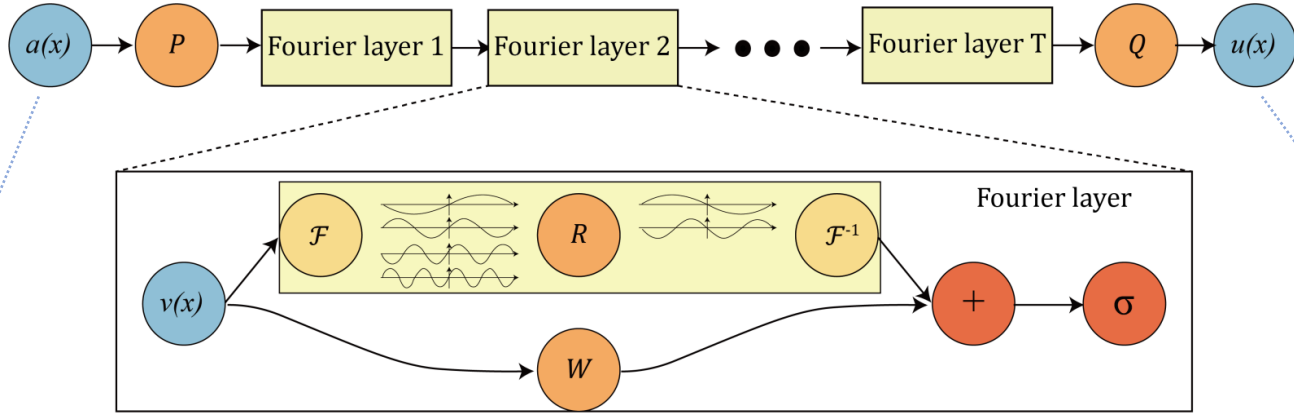 a(x) P Fourier layer 1 Fourier layer 2 Fourier layer T Q u(x)
Fourier layer
ℱ R ℱ⁻¹
v(x) + σ
W